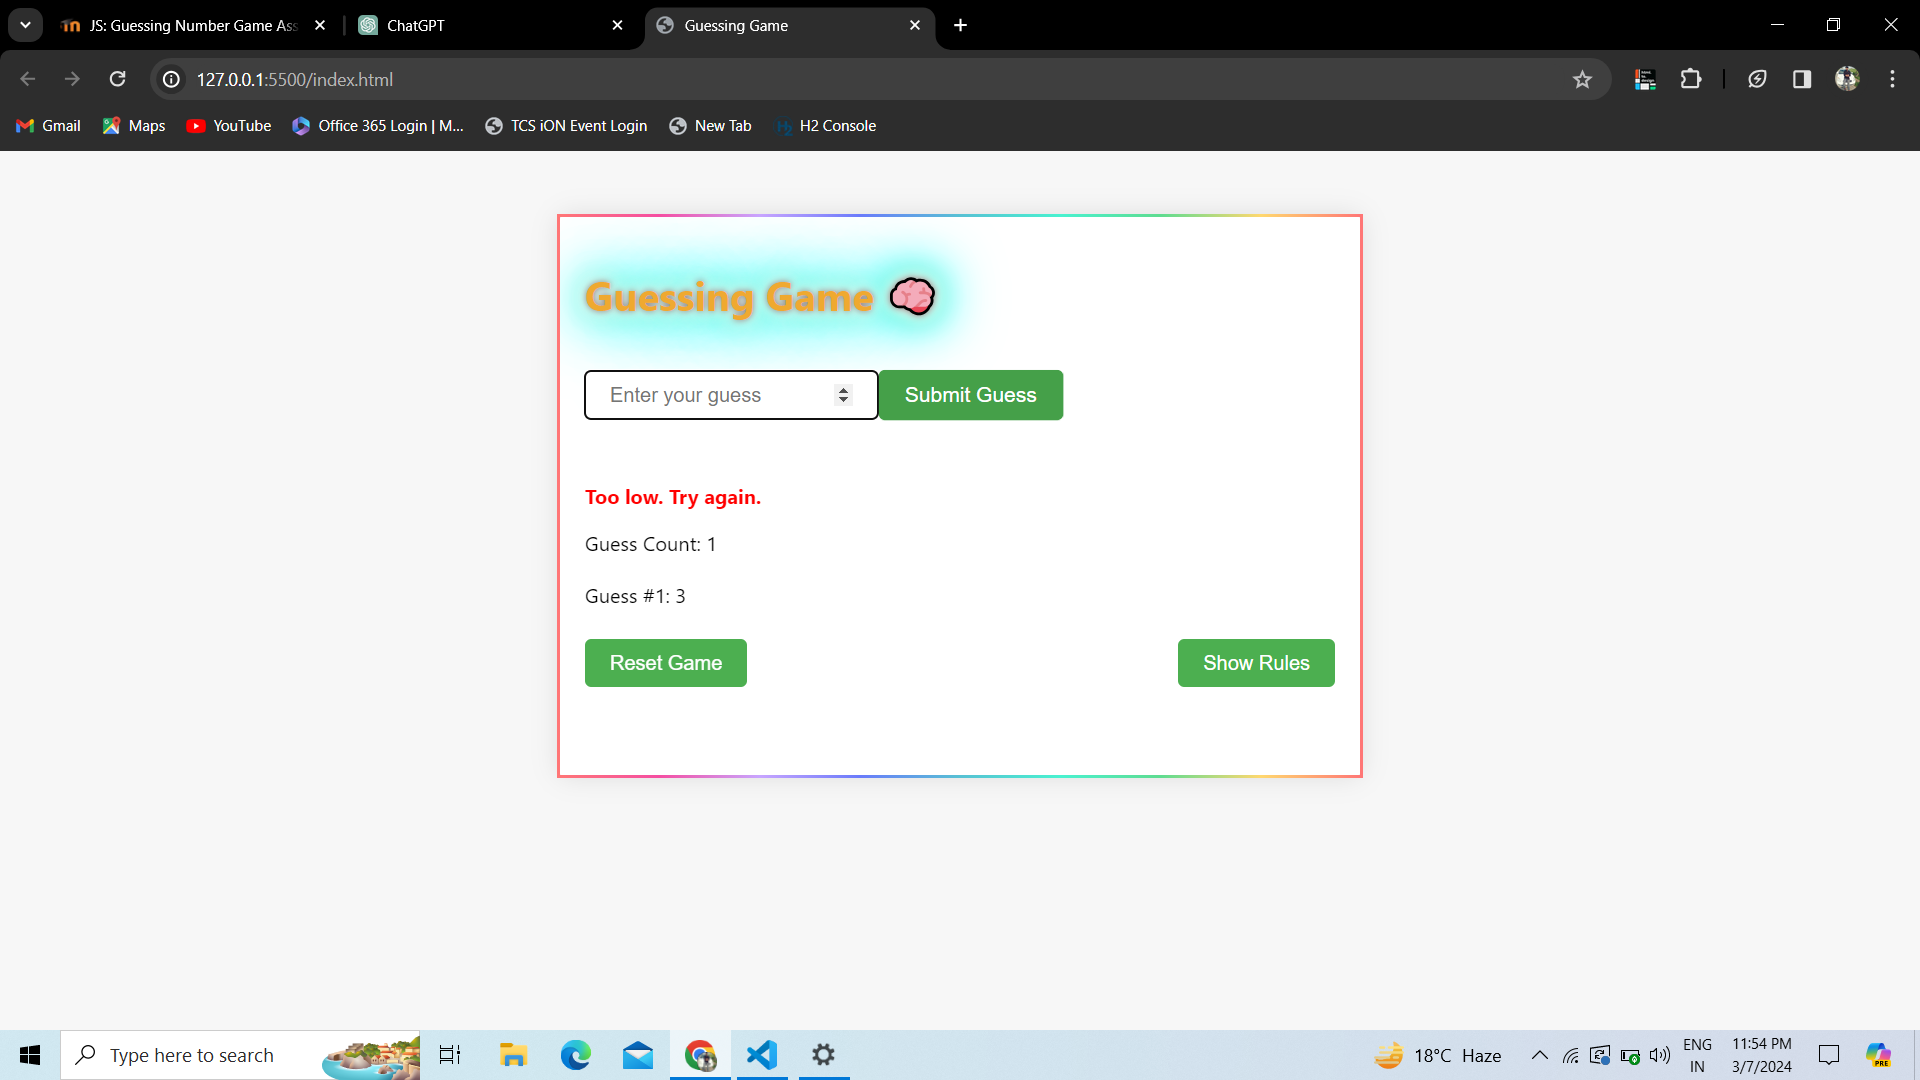 JS: Guessing Number Game Ass
ChatGPT
Guessing Game
127.0.0.1:5500/index.html
Gmail
Maps
YouTube
Office 365 Login | M...
TCS iON Event Login
New Tab
H2 Console
Guessing Game
Enter your guess
Submit Guess
Too low. Try again.
Guess Count: 1
Guess #1: 3
Reset Game
Show Rules
Type here to search
18°C Haze
ENG
IN
11:54 PM
3/7/2024
PRE